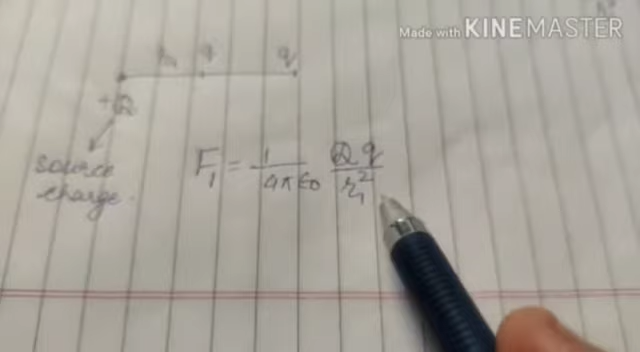 Made with KINEMASTER
r₁ q q
+Q
source
charge.
F₁ = 1/4πε₀ Qq/r₁²